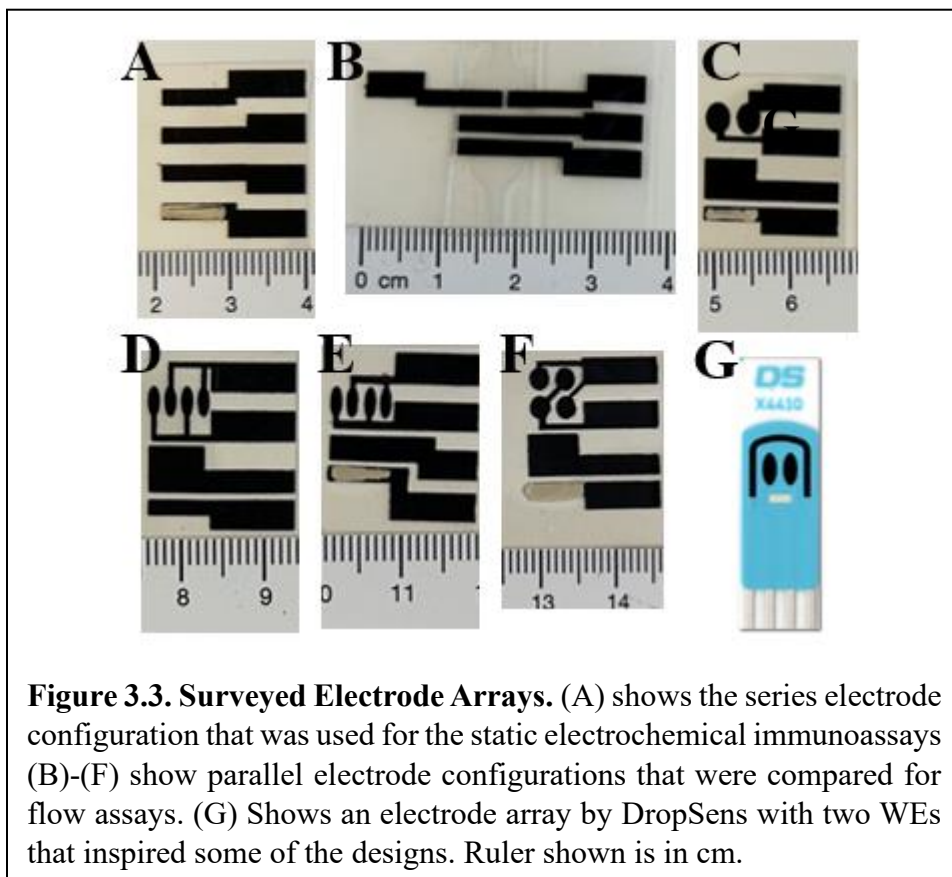 A
B
C
G
2 3 4
0 cm 1 2 3 4
5 6
D
E
F
G
DS
X4410
8 9
0 11 1
13 14
Figure 3.3. Surveyed Electrode Arrays. (A) shows the series electrode
configuration that was used for the static electrochemical immunoassays
(B)-(F) show parallel electrode configurations that were compared for
flow assays. (G) Shows an electrode array by DropSens with two WEs
that inspired some of the designs. Ruler shown is in cm.